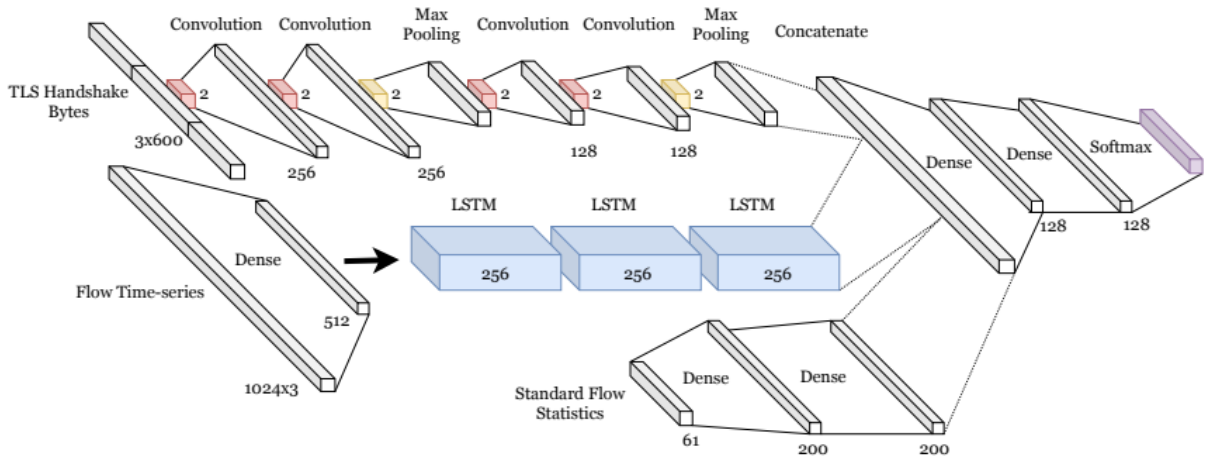 Convolution
Convolution
Max
Pooling
Convolution
Convolution
Max
Pooling
Concatenate
TLS Handshake
Bytes
2
2
2
2
2
2
3x600
256
256
128
128
Dense
Dense
Softmax
128
128
LSTM
LSTM
LSTM
256
256
256
Flow Time-series
Dense
512
1024x3
Standard Flow
Statistics
Dense
Dense
61
200
200